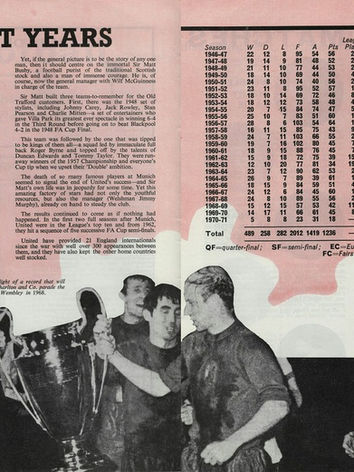 T YEARS
Yet, if the general picture is to be the story of any one
man, then it should centre on the immortal Sir Matt
Busby, a football purist of the traditional Scottish
stock and also a man of immense courage. He is, of
course, now the general manager with Wilf McGuinness
in charge of the team.
Sir Matt built three teams-to-remember for the Old
Trafford customers. First, there was the 1948 set
of stylists, including Johnny Carey, Jack Rowley, Stan
Pearson and Charlie Mitten—a set of entertainers who
gave Villa Park its greatest ever spectacle in winning 6-4
in the Third Round before going on to beat Blackpool
4-2 in the 1948 FA Cup Final.
This team was followed by the one that was tipped
to be kings of them all—a squad led by immaculate full
back Roger Byrne and topped off by the talents of
Duncan Edwards and Tommy Taylor. They were run-
away winners of the 1957 Championship and everyone's
Cup tip when we spelt their 'Double' ambition.
The death of so many famous players at Munich
seemed to signal the end of United's success—and Sir
Matt's own life was in jeopardy for some time. Yet this
amazing factory of stars had not only the youthful
resources, but also the manager (Welshman Jimmy
Murphy), already on hand to steady the club.
The results continued to come as if nothing had
happened. In the first two full seasons after Munich,
United were in the League's top ten and from 1962,
they hit a sequence of five successive FA Cup semi-finals.
United have provided 21 England internationals
since the war with well over 300 appearances between
them, and they have also kept the other home countries
well stocked.
light of a record that will
Charlton and Co. parade the
Wembley in 1968.
Lea
Season W D L F A Pts
1946-47 22 12 8 95 54 56
1947-48 19 14 9 81 48 52
1948-49 21 11 10 77 44 53
1949-50 18 14 10 69 44 50
1950-51 24 8 10 74 40 56
1951-52 23 11 8 95 52 57
1952-53 18 10 14 69 72 46
1953-54 18 12 12 73 58 48
1954-55 20 7 15 84 74 47
1955-56 25 10 7 83 51 60
1956-57 28 8 6 103 54 64
1957-58 16 11 15 85 75 43
1958-59 24 7 11 103 66 55
1959-60 19 7 16 102 80 45
1960-61 18 9 15 88 76 45
1961-62 15 9 18 72 75 39
1962-63 12 10 20 67 81 34
1963-64 23 7 12 90 62 53
1964-65 26 9 7 89 39 61
1965-66 18 15 9 84 59 51
1966-67 24 12 6 84 45 60
1967-68 24 8 10 89 55 56
1968-69 15 12 15 57 53 42
1969-70 14 17 11 66 61 45
1970-71 5 8 8 23 31 18
Total 489 258 282 2012 1419 1236
QF=quarter-final; SF=semi-final; EC=Eu
FC=Fairs